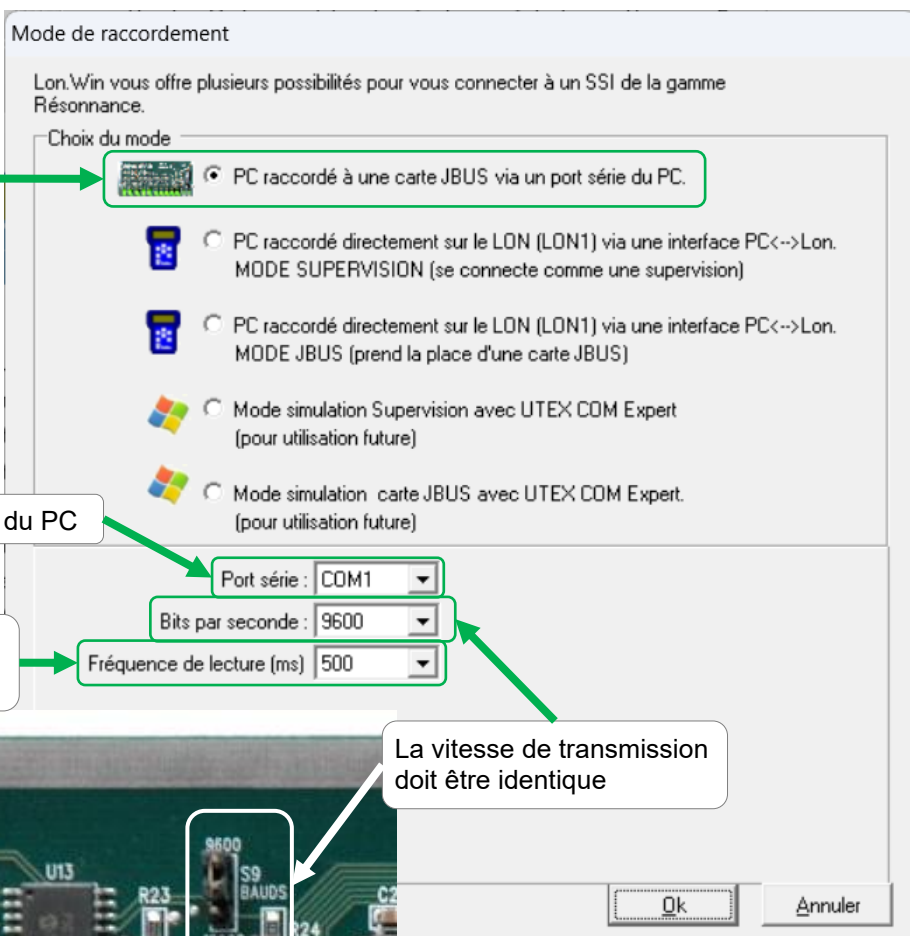 Mode de raccordement
Lon.Win vous offre plusieurs possibilités pour vous connecter à un SSI de la gamme
Résonnance.
Choix du mode
PC raccordé à une carte JBUS via un port série du PC.
PC raccordé directement sur le LON (LON1) via une interface PC<-->Lon.
MODE SUPERVISION (se connecte comme une supervision)
PC raccordé directement sur le LON (LON1) via une interface PC<-->Lon.
MODE JBUS (prend la place d'une carte JBUS)
Mode simulation Supervision avec UTEX COM Expert
(pour utilisation future)
Mode simulation carte JBUS avec UTEX COM Expert.
(pour utilisation future)
du PC
Port série : COM1
Bits par seconde : 9600
Fréquence de lecture (ms) 500
La vitesse de transmission
doit être identique
9600
U13
S9
R23
BAUDS
Ok
Annuler